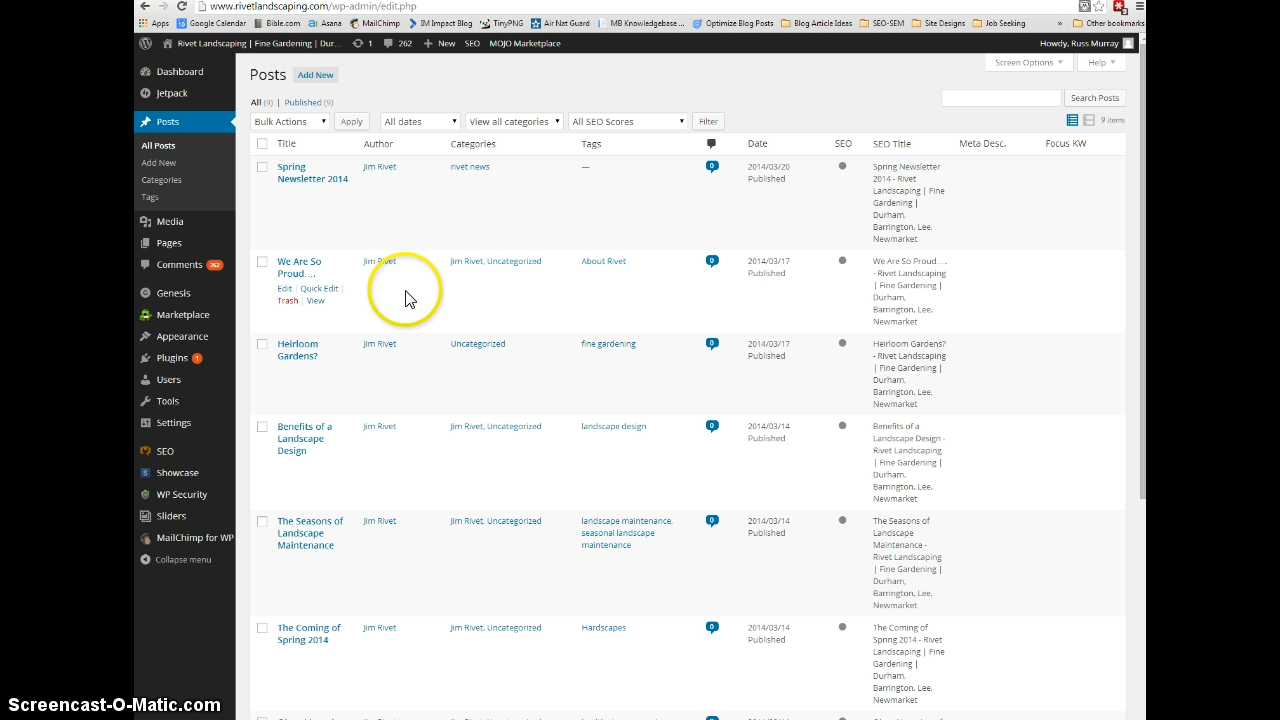 www.rivetlandscaping.com/wp-admin/edit.php
Apps Google Calendar Bible.com Asana MailChimp IM Impact Blog TinyPNG Air Nat Guard MB Knowledgebase ... Optimize Blog Posts Blog Article Ideas SEO-SEM Site Designs Job Seeking » Other bookmarks
Rivet Landscaping | Fine Gardening | Dur... 1 262 New SEO MOJO Marketplace Howdy, Russ Murray
Dashboard
Jetpack
Posts
All Posts
Add New
Categories
Tags
Media
Pages
Comments 262
Genesis
Marketplace
Appearance
Plugins 1
Users
Tools
Settings
SEO
Showcase
WP Security
Sliders
MailChimp for WP
Collapse menu
Screen Options Help
Posts Add New
All (9) | Published (9)
Search Posts
Bulk Actions Apply All dates View all categories All SEO Scores Filter 9 items
Title Author Categories Tags Date SEO SEO Title Meta Desc. Focus KW
Spring Jim Rivet rivet news — 0 2014/03/20 Spring
Newsletter 2014 Published Newsletter
2014 - Rivet
Landscaping | Fine
Gardening |
Durham,
Barrington, Lee,
Newmarket
We Are So Jim Rivet Jim Rivet, Uncategorized About Rivet 0 2014/03/17 We Are So Proud….
Proud…. Published - Rivet Landscaping
Edit | Quick Edit | | Fine Gardening |
Trash | View Durham,
Barrington, Lee,
Newmarket
Heirloom Jim Rivet Uncategorized fine gardening 0 2014/03/17 Heirloom Gardens?
Gardens? Published - Rivet Landscaping
| Fine Gardening |
Durham,
Barrington, Lee,
Newmarket
Benefits of a Jim Rivet Jim Rivet, Uncategorized landscape design 0 2014/03/14 Benefits of a
Landscape Published Landscape Design -
Design Rivet Landscaping
| Fine Gardening |
Durham,
Barrington, Lee,
Newmarket
The Seasons of Jim Rivet Jim Rivet, Uncategorized landscape maintenance, 0 2014/03/14 The Seasons of
Landscape seasonal landscape Published Landscape
Maintenance maintenance Maintenance -
Rivet Landscaping
| Fine Gardening |
Durham,
Barrington, Lee,
Newmarket
The Coming of Jim Rivet Jim Rivet, Uncategorized Hardscapes 0 2014/03/14 The Coming of
Spring 2014 Published Spring 2014 - Rivet
Landscaping | Fine
Gardening |
Durham,
Barrington, Lee,
Newmarket
Screencast-O-Matic.com